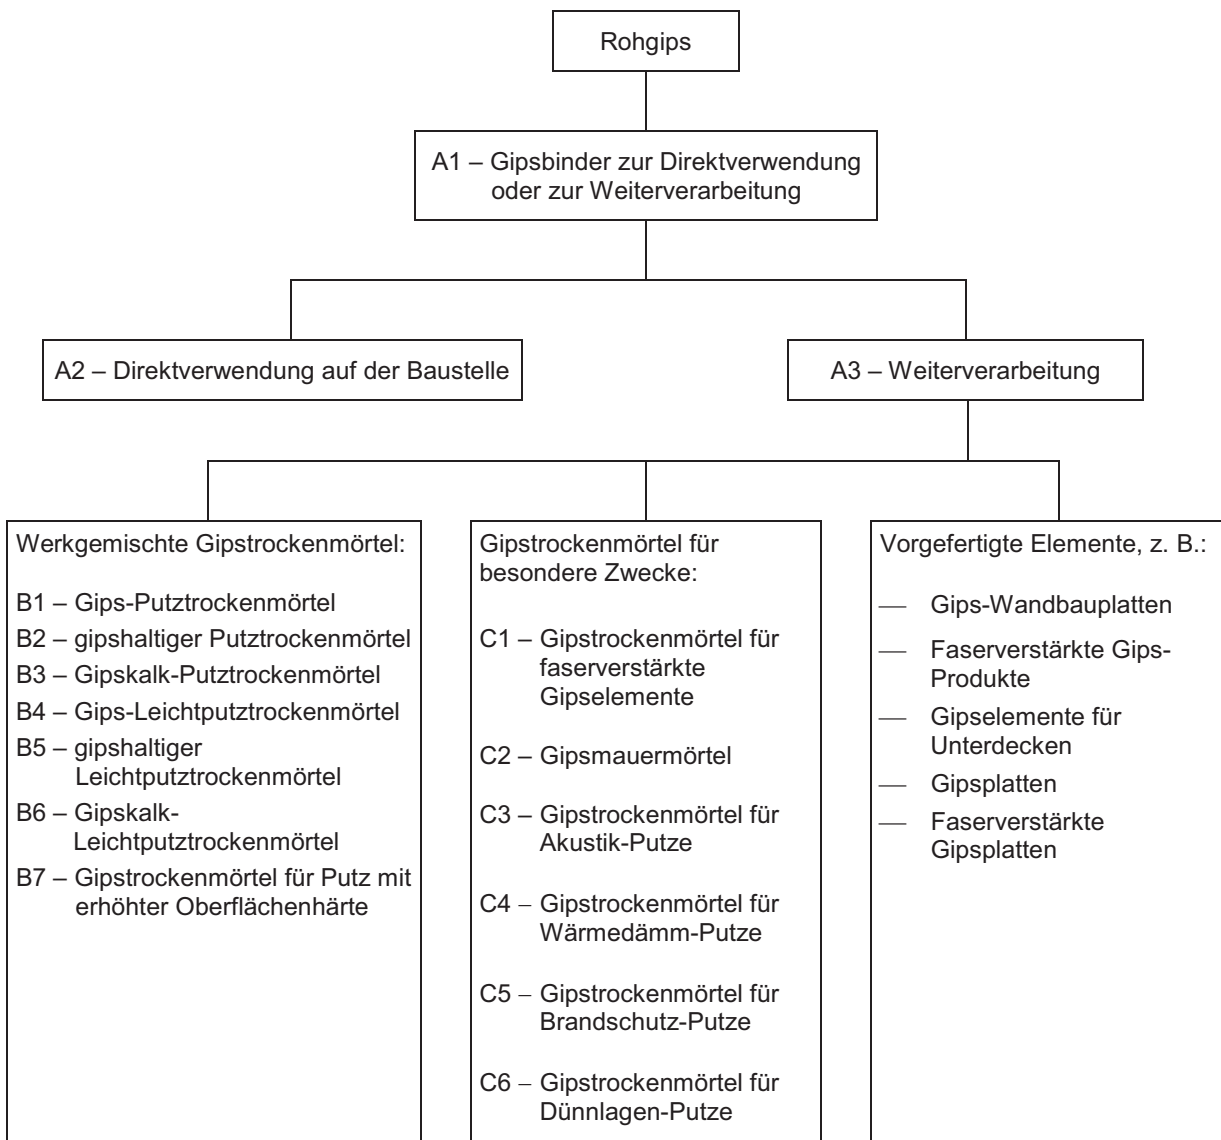 Rohgips
A1 – Gipsbinder zur Direktverwendung
oder zur Weiterverarbeitung
A2 – Direktverwendung auf der Baustelle
A3 – Weiterverarbeitung
Werkgemischte Gipstrockenmörtel:
B1 – Gips-Putztrockenmörtel
B2 – gipshaltiger Putztrockenmörtel
B3 – Gipskalk-Putztrockenmörtel
B4 – Gips-Leichtputztrockenmörtel
B5 – gipshaltiger
Leichtputztrockenmörtel
B6 – Gipskalk-
Leichtputztrockenmörtel
B7 – Gipstrockenmörtel für Putz mit
erhöhter Oberflächenhärte
Gipstrockenmörtel für
besondere Zwecke:
C1 – Gipstrockenmörtel für
faserverstärkte
Gipselemente
C2 – Gipsmauermörtel
C3 – Gipstrockenmörtel für
Akustik-Putze
C4 – Gipstrockenmörtel für
Wärmedämm-Putze
C5 – Gipstrockenmörtel für
Brandschutz-Putze
C6 – Gipstrockenmörtel für
Dünnlagen-Putze
Vorgefertigte Elemente, z. B.:
— Gips-Wandbauplatten
— Faserverstärkte Gips-
Produkte
— Gipselemente für
Unterdecken
— Gipsplatten
— Faserverstärkte
Gipsplatten